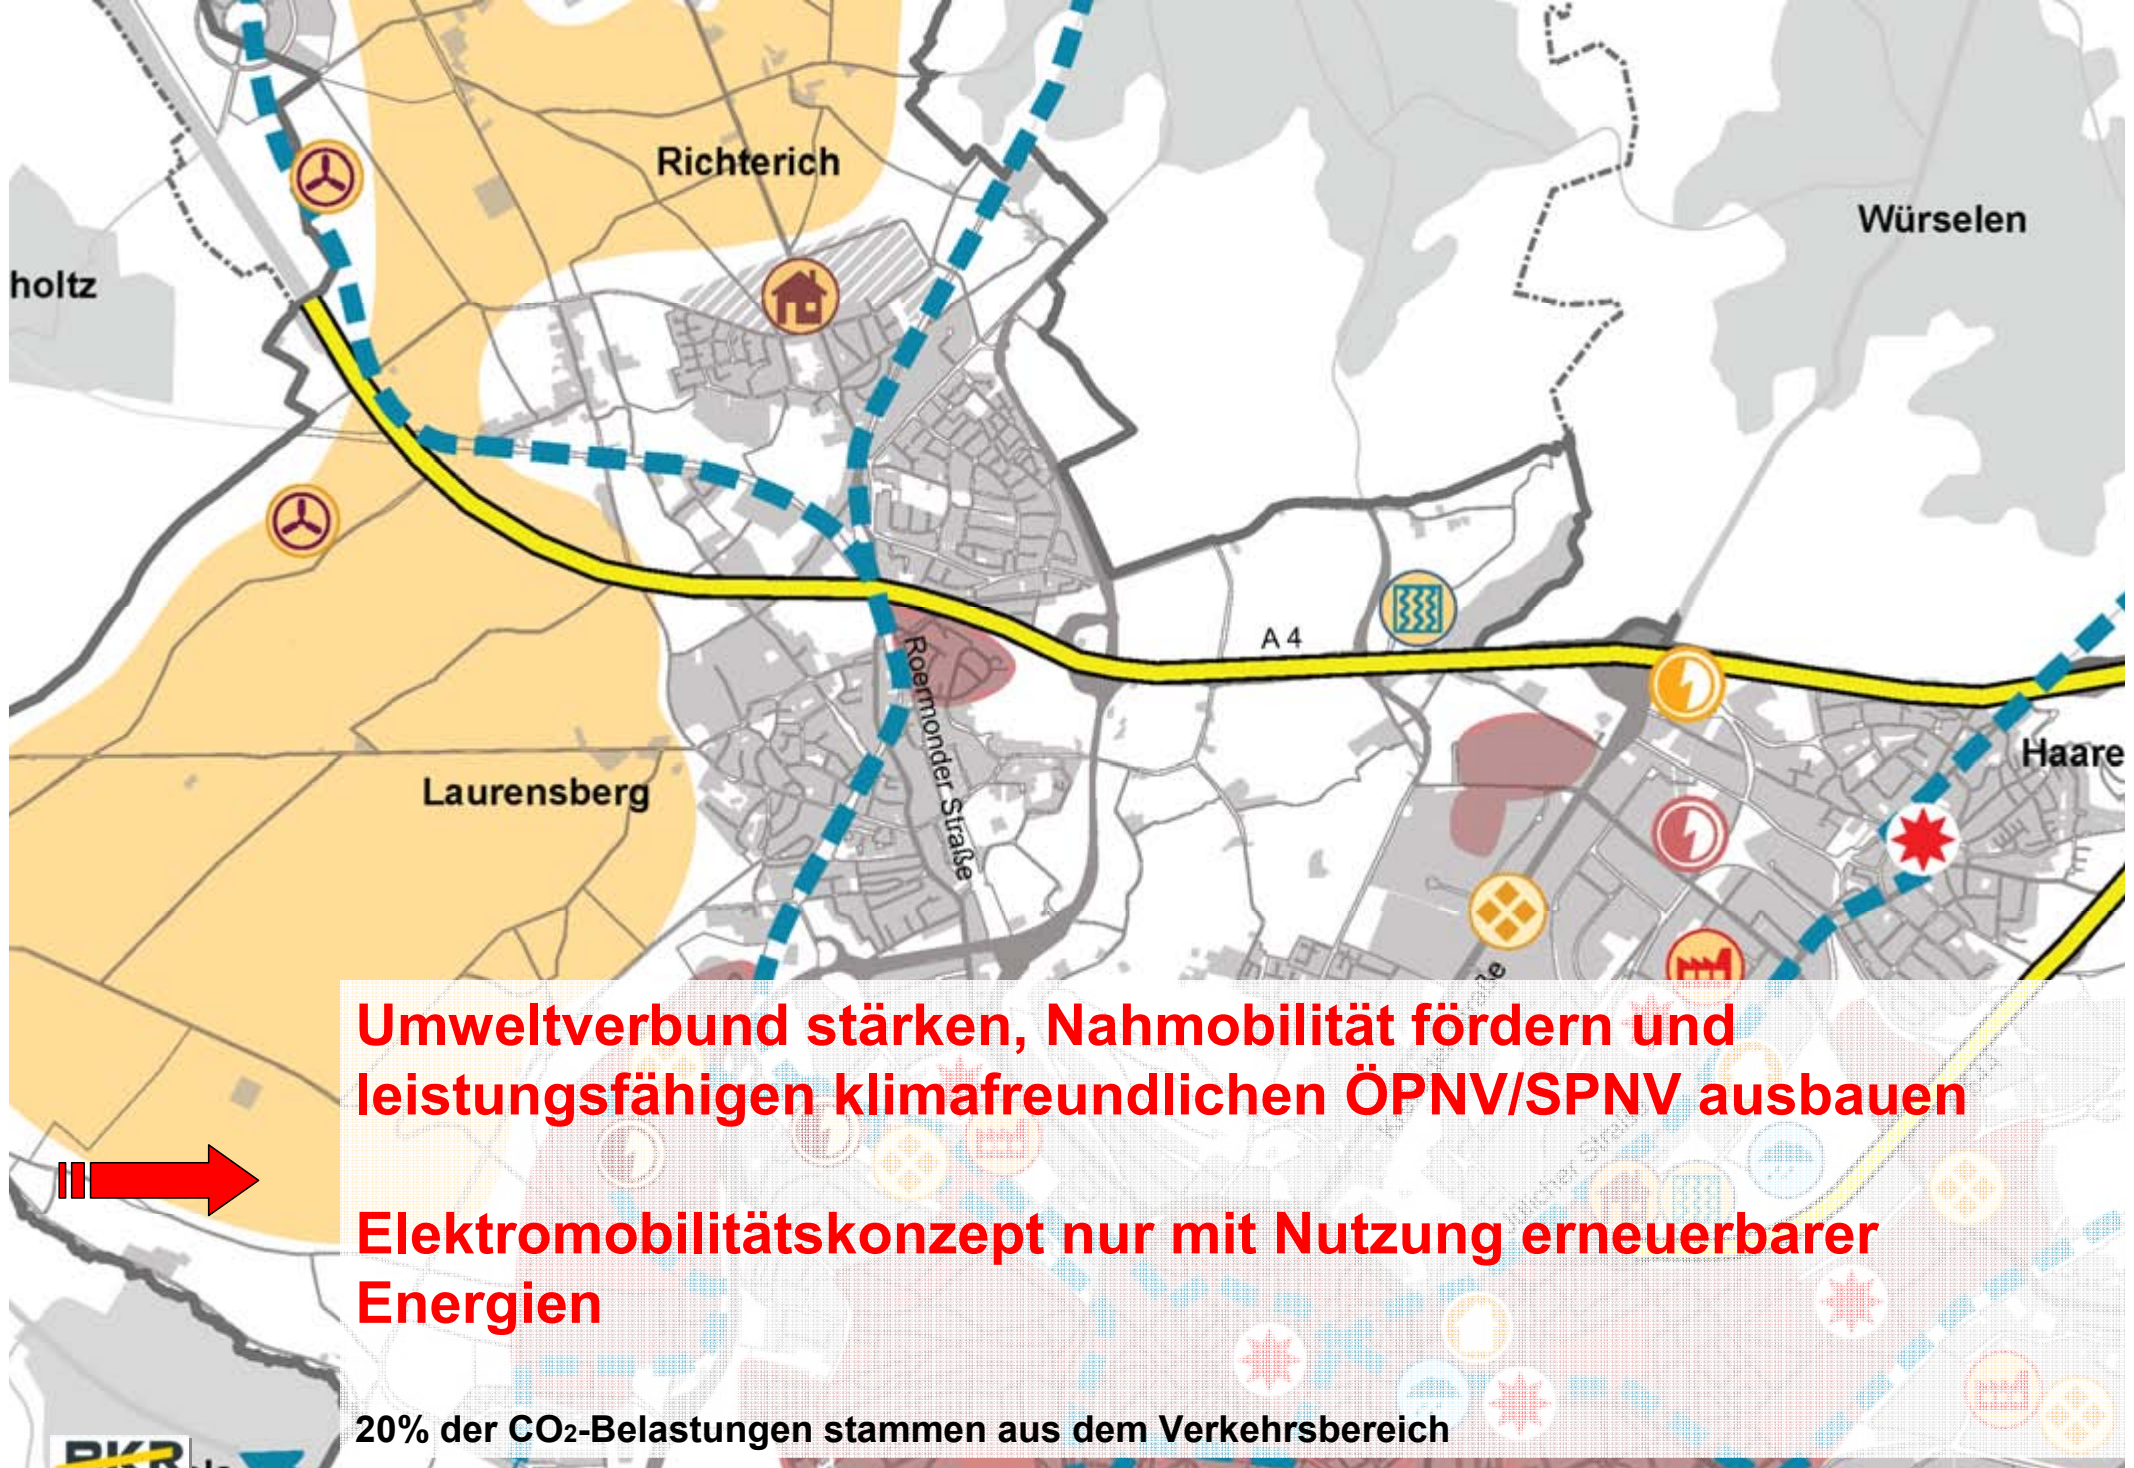 Richterich
Würselen
holtz
A 4
Roermonder Straße
Haare
Laurensberg
Umweltverbund stärken, Nahmobilität fördern und
leistungsfähigen klimafreundlichen ÖPNV/SPNV ausbauen
Elektromobilitätskonzept nur mit Nutzung erneuerbarer
Energien
20% der CO2-Belastungen stammen aus dem Verkehrsbereich
BKR